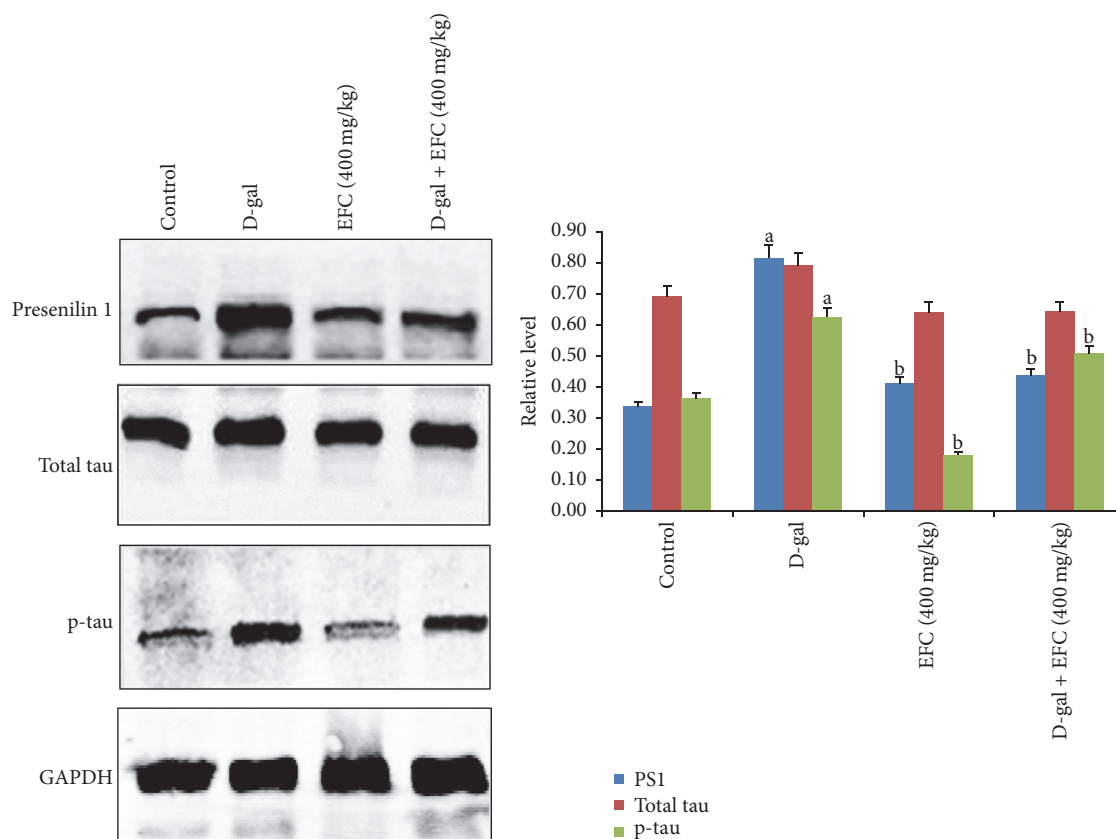 Control
D-gal
EFC (400 mg/kg)
D-gal + EFC (400 mg/kg)
Presenilin 1
Total tau
p-tau
GAPDH
Relative level
0.90
0.80
0.70
0.60
0.50
0.40
0.30
0.20
0.10
0.00
a
a
b
b
b
b
Control
D-gal
EFC (400 mg/kg)
D-gal + EFC (400 mg/kg)
PS1
Total tau
p-tau